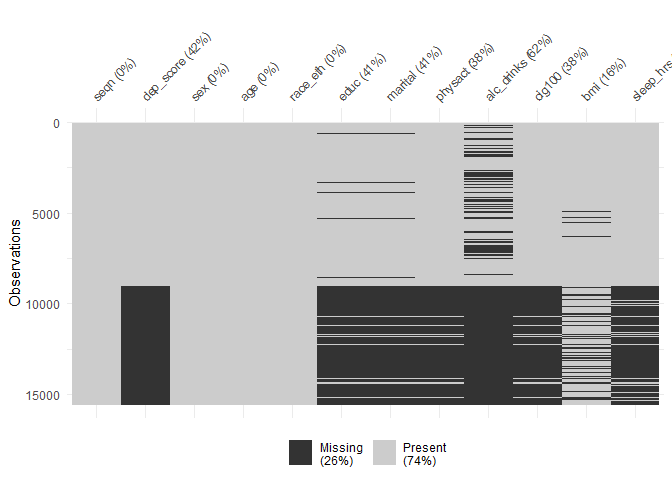 seqn (0%)
dep_score (42%)
sex (0%)
age (0%)
race_eth (0%)
educ (41%)
marital (41%)
physact (38%)
alc_drinks (62%)
cig100 (38%)
bmi (16%)
sleep_hrs
0
5000
10000
15000
Observations
Missing
(26%)
Present
(74%)